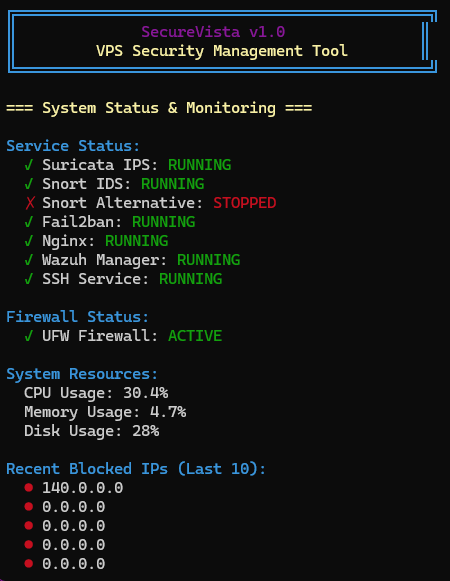 SecureVista v1.0
VPS Security Management Tool
=== System Status & Monitoring ===
Service Status:
✓ Suricata IPS: RUNNING
✓ Snort IDS: RUNNING
✗ Snort Alternative: STOPPED
✓ Fail2ban: RUNNING
✓ Nginx: RUNNING
✓ Wazuh Manager: RUNNING
✓ SSH Service: RUNNING
Firewall Status:
✓ UFW Firewall: ACTIVE
System Resources:
CPU Usage: 30.4%
Memory Usage: 4.7%
Disk Usage: 28%
Recent Blocked IPs (Last 10):
● 140.0.0.0
● 0.0.0.0
● 0.0.0.0
● 0.0.0.0
● 0.0.0.0